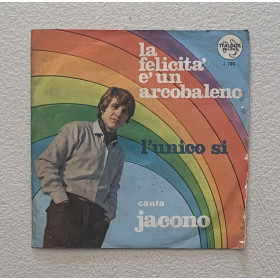 la
felicita'
e' un
arcobaleno
l'unico si
canta
jacono